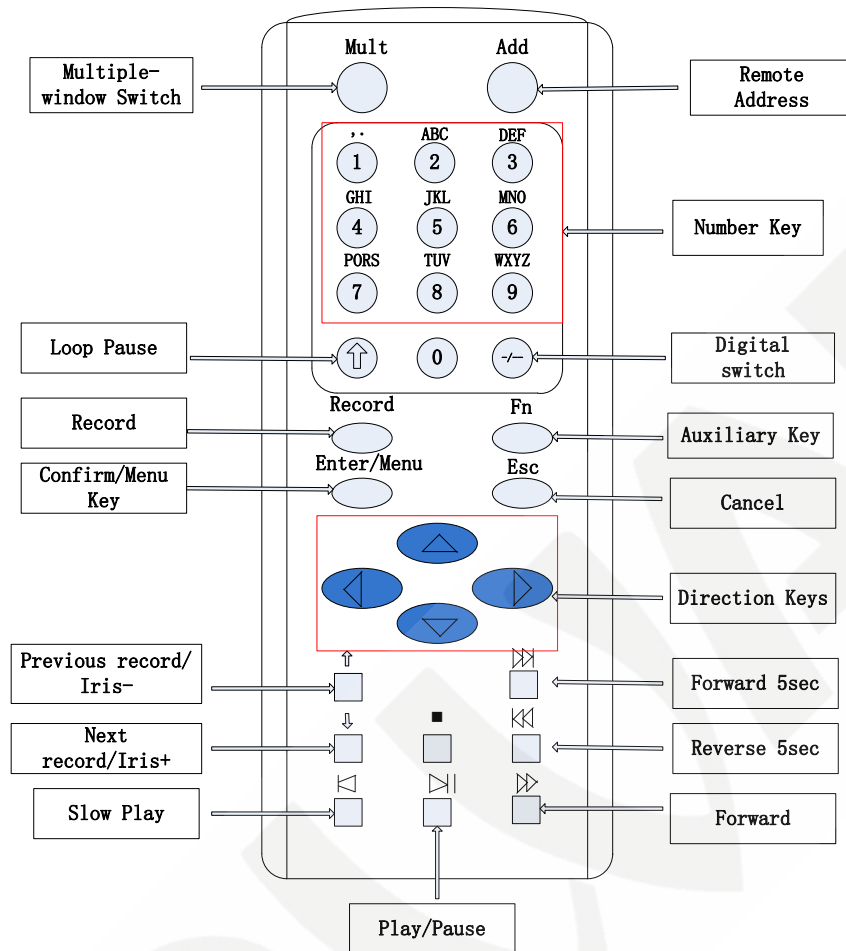 Mult
Add
Multiple-
window Switch
Remote
Address
,.
ABC
DEF
1
2
3
GHI
JKL
MNO
4
5
6
Number Key
PORS
TUV
WXYZ
7
8
9
Loop Pause
0
-/—
Digital
switch
Record
Fn
Record
Auxiliary Key
Enter/Menu
Esc
Confirm/Menu
Key
Cancel
Direction Keys
Previous record/
Iris-
Forward 5sec
Next
record/Iris+
Reverse 5sec
Slow Play
Forward
Play/Pause